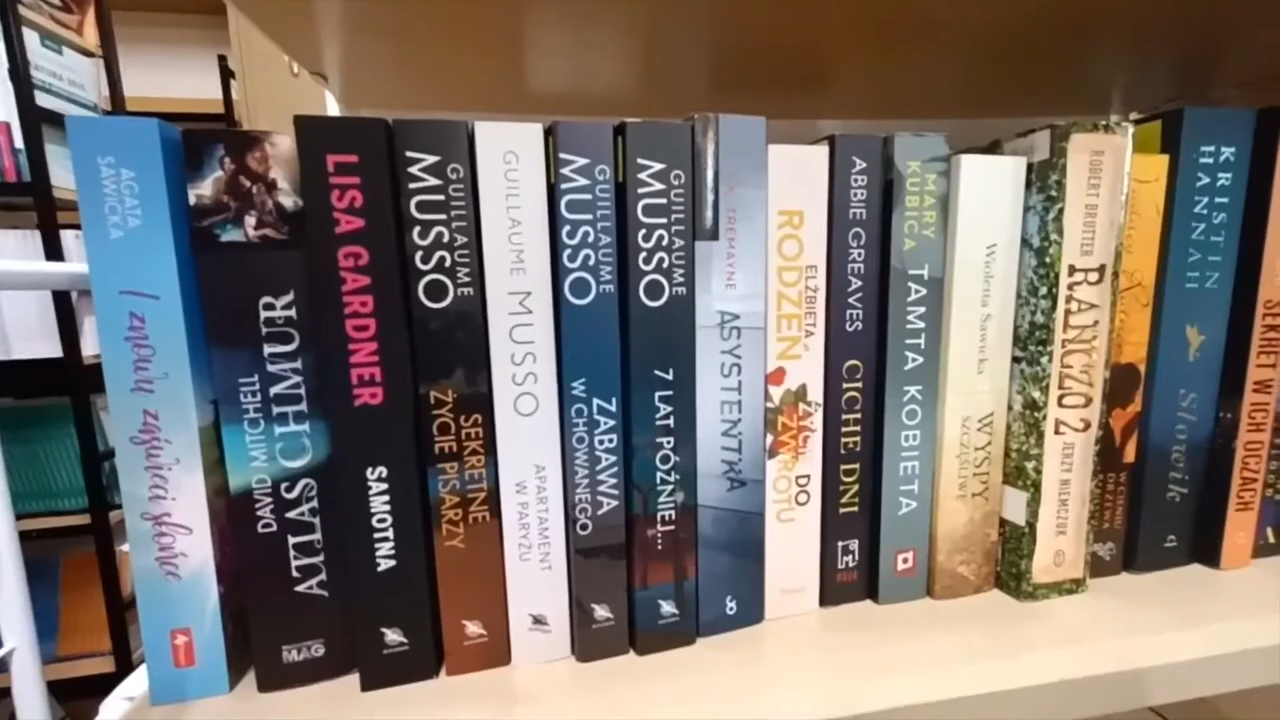 AGATA
SAWICKA
I znowu zaświeci słońce
DAVID MITCHELL
ATLAS CHMUR
MAG
LISA GARDNER
SAMOTNA
GUILLAUME
MUSSO
SEKRETNE
ŻYCIE PISARZY
GUILLAUME MUSSO
APARTAMENT
W PARYŻU
GUILLAUME
MUSSO
ZABAWA
W CHOWANEGO
GUILLAUME
MUSSO
7 LAT PÓŹNIEJ...
TREMAYNE
ASYSTENTKA
ELŻBIETA
RODZEŃ
ŻYCIE DO
ZWROTU
ABBIE GREAVES
CICHE DNI
MARY
KUBICA
TAMTA KOBIETA
Wioletta Sawicka
WYSPY
SZCZĘŚLIWE
ROBERT BRUTTER
RANCZO 2
JERZY NIEMCZUK
W CIENIU
DRZEWA
KRISTIN
HANNAH
Słowik
SEKRET W ICH OCZACH